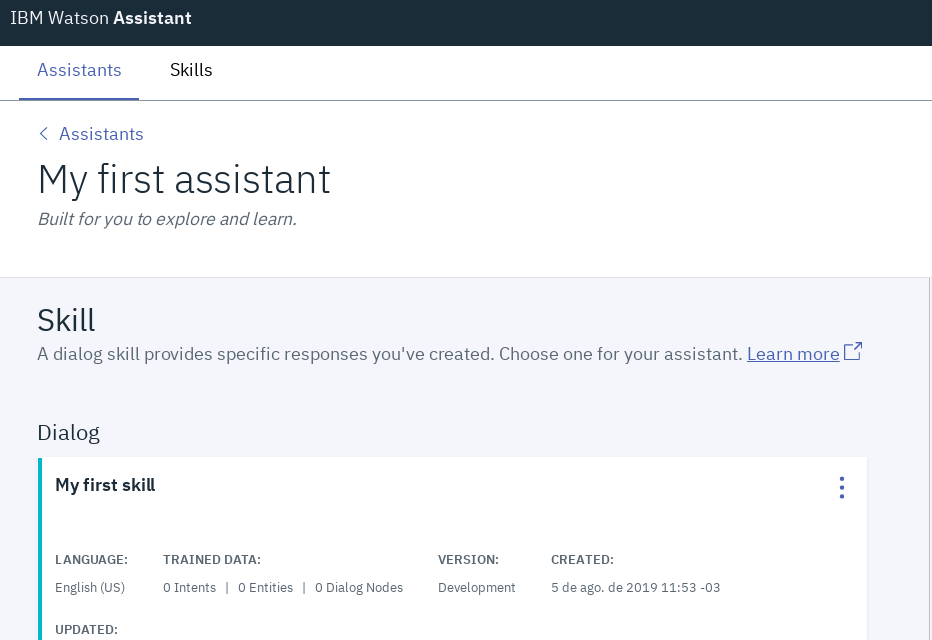 IBM Watson Assistant
Assistants Skills
Assistants
My first assistant
Built for you to explore and learn.
Skill
A dialog skill provides specific responses you've created. Choose one for your assistant. Learn more
Dialog
My first skill
LANGUAGE: TRAINED DATA: VERSION: CREATED:
English (US) 0 Intents | 0 Entities | 0 Dialog Nodes Development 5 de ago. de 2019 11:53 -03
UPDATED: